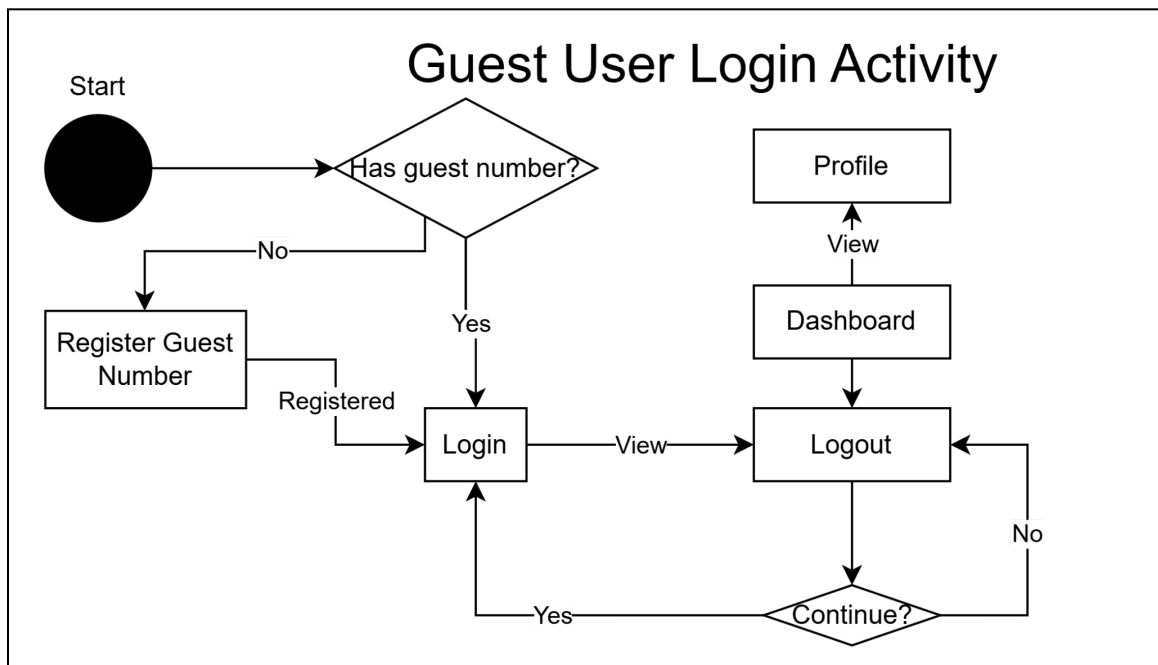 Guest User Login Activity
Start
Has guest number?
Profile
No
View
Yes
Dashboard
Register Guest
Number
Registered
Login
View
Logout
No
Yes
Continue?